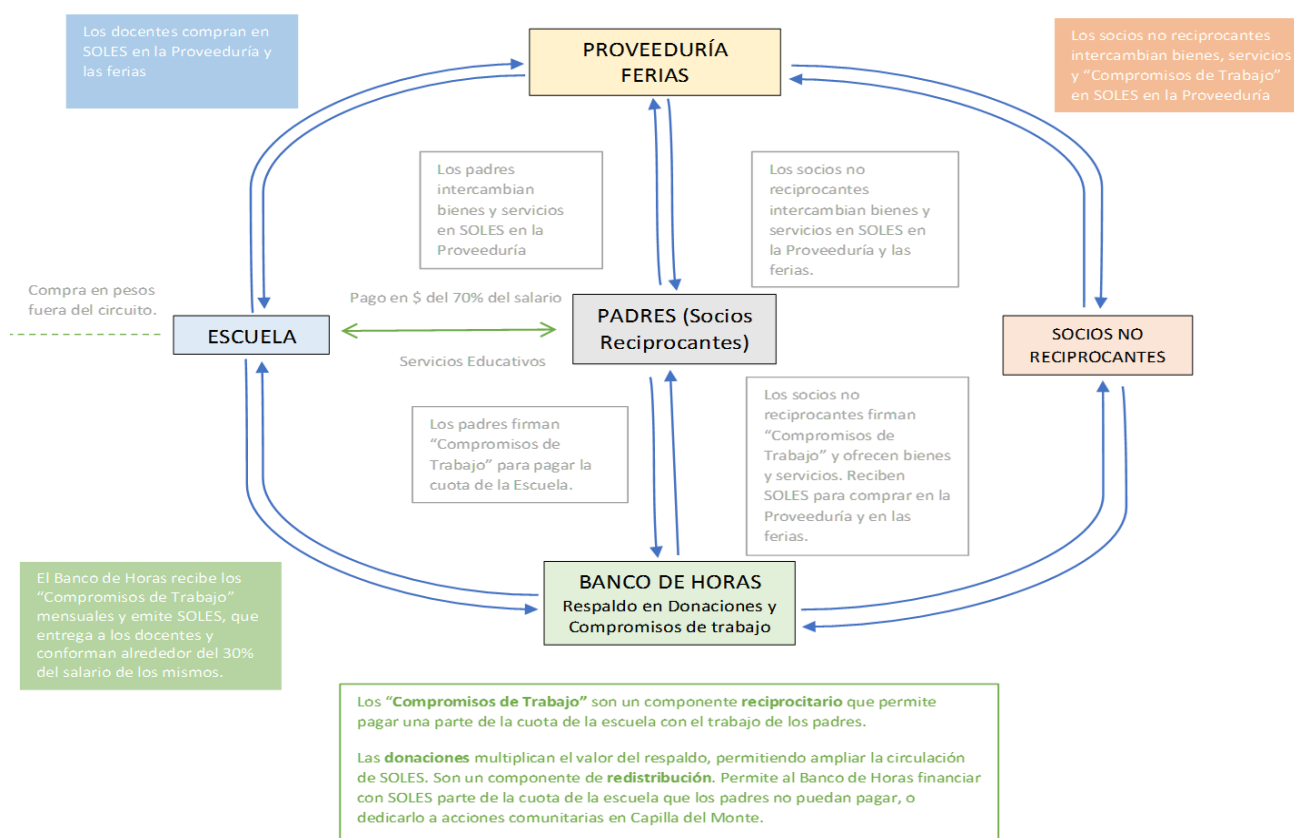 Los docentes compran en
SOLES en la Proveeduría y
las ferias
PROVEEDURÍA
FERIAS
Los socios no reciprocantes
intercambian bienes, servicios
y “Compromisos de Trabajo”
en SOLES en la Proveeduría
Los padres
intercambian
bienes y servicios
en SOLES en la
Proveeduría
Los socios no
reciprocantes
intercambian bienes y
servicios en SOLES en
la Proveeduría y las
ferias.
Compra en pesos
fuera del circuito.
Pago en $ del 70% del salario
ESCUELA
PADRES (Socios
Reciprocantes)
SOCIOS NO
RECIPROCANTES
Servicios Educativos
Los padres firman
“Compromisos de
Trabajo” para pagar la
cuota de la Escuela.
Los socios no
reciprocantes firman
“Compromisos de
Trabajo” y ofrecen bienes
y servicios. Reciben
SOLES para comprar en la
Proveeduría y en las
ferias.
El Banco de Horas recibe los
“Compromisos de Trabajo”
mensuales y emite SOLES, que
entrega a los docentes y
conforman alrededor del 30%
del salario de los mismos.
BANCO DE HORAS
Respaldo en Donaciones y
Compromisos de trabajo
Los “Compromisos de Trabajo” son un componente reciprocitario que permite
pagar una parte de la cuota de la escuela con el trabajo de los padres.
Las donaciones multiplican el valor del respaldo, permitiendo ampliar la circulación
de SOLES. Son un componente de redistribución. Permite al Banco de Horas financiar
con SOLES parte de la cuota de la escuela que los padres no puedan pagar, o
dedicarlo a acciones comunitarias en Capilla del Monte.